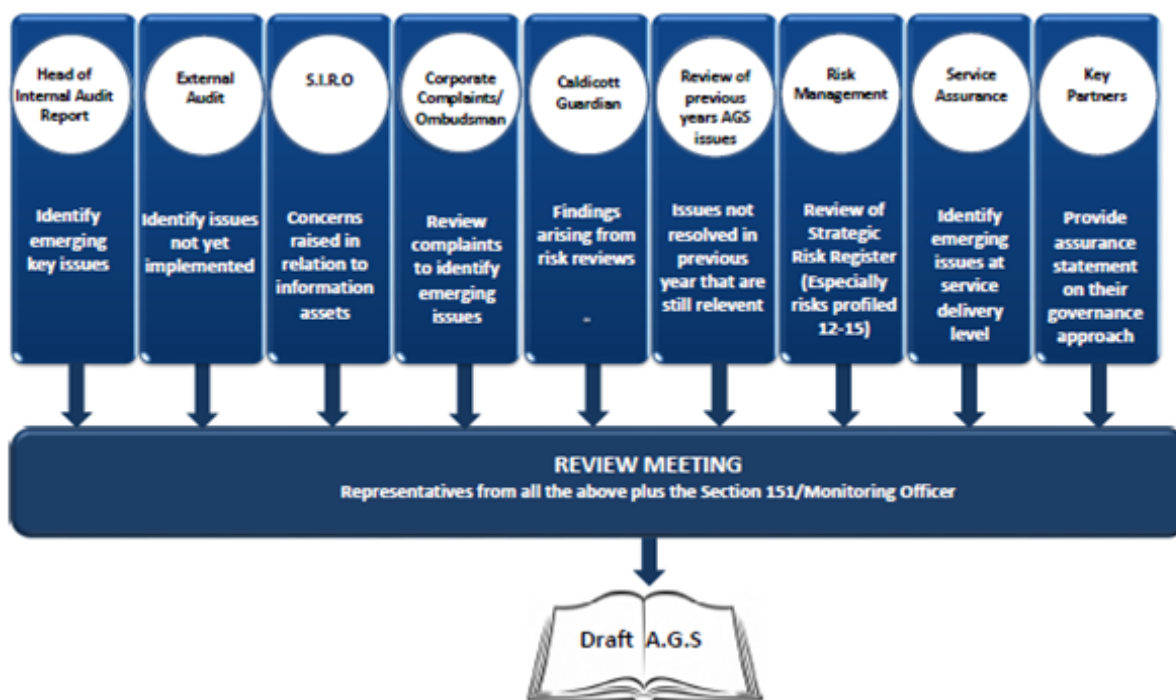 Head of
Internal Audit
Report
External
Audit
S.I.R.O
Corporate
Complaints/
Ombudsman
Caldicott
Guardian
Review of
previous
years AGS
issues
Risk
Management
Service
Assurance
Key
Partners
Identify
emerging
key issues
Identify issues
not yet
implemented
Concerns
raised in
relation to
information
assets
Review
complaints
to identify
emerging
issues
Findings
arising from
risk reviews
..
Issues not
resolved in
previous
year that are
still relevent
Review of
Strategic
Risk Register
(Especially
risks profiled
12-15)
Identify
emerging
issues at
service
delivery
level
Provide
assurance
statement
on their
governance
approach
REVIEW MEETING
Representatives from all the above plus the Section 151/Monitoring Officer
Draft A.G.S